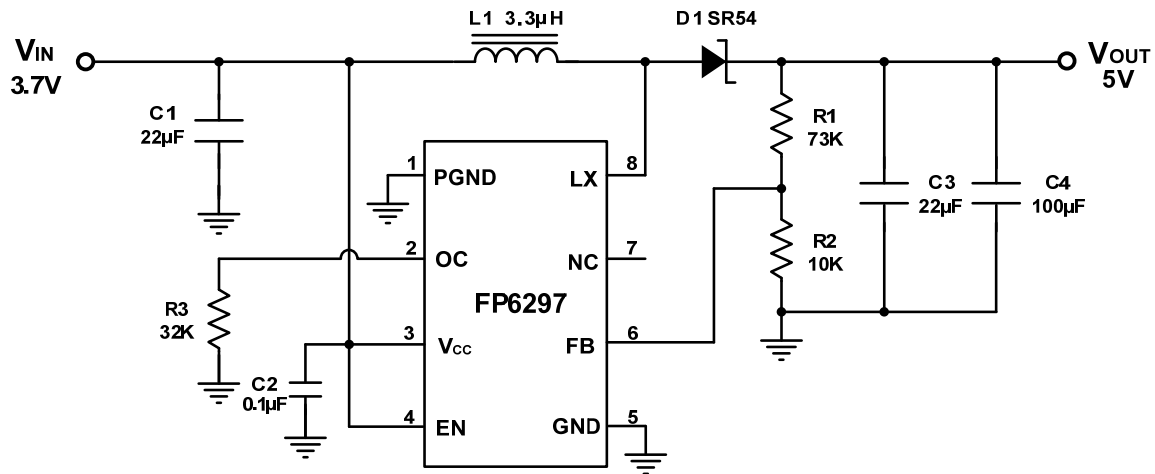 L1 3.3µH
D1 SR54
VIN
3.7V
VOUT
5V
C1
22µF
R1
73K
1
PGND
LX
8
C3
22µF
C4
100µF
2
OC
NC
7
R2
10K
FP6297
R3
32K
3
VCC
FB
6
C2
0.1µF
4
EN
GND
5